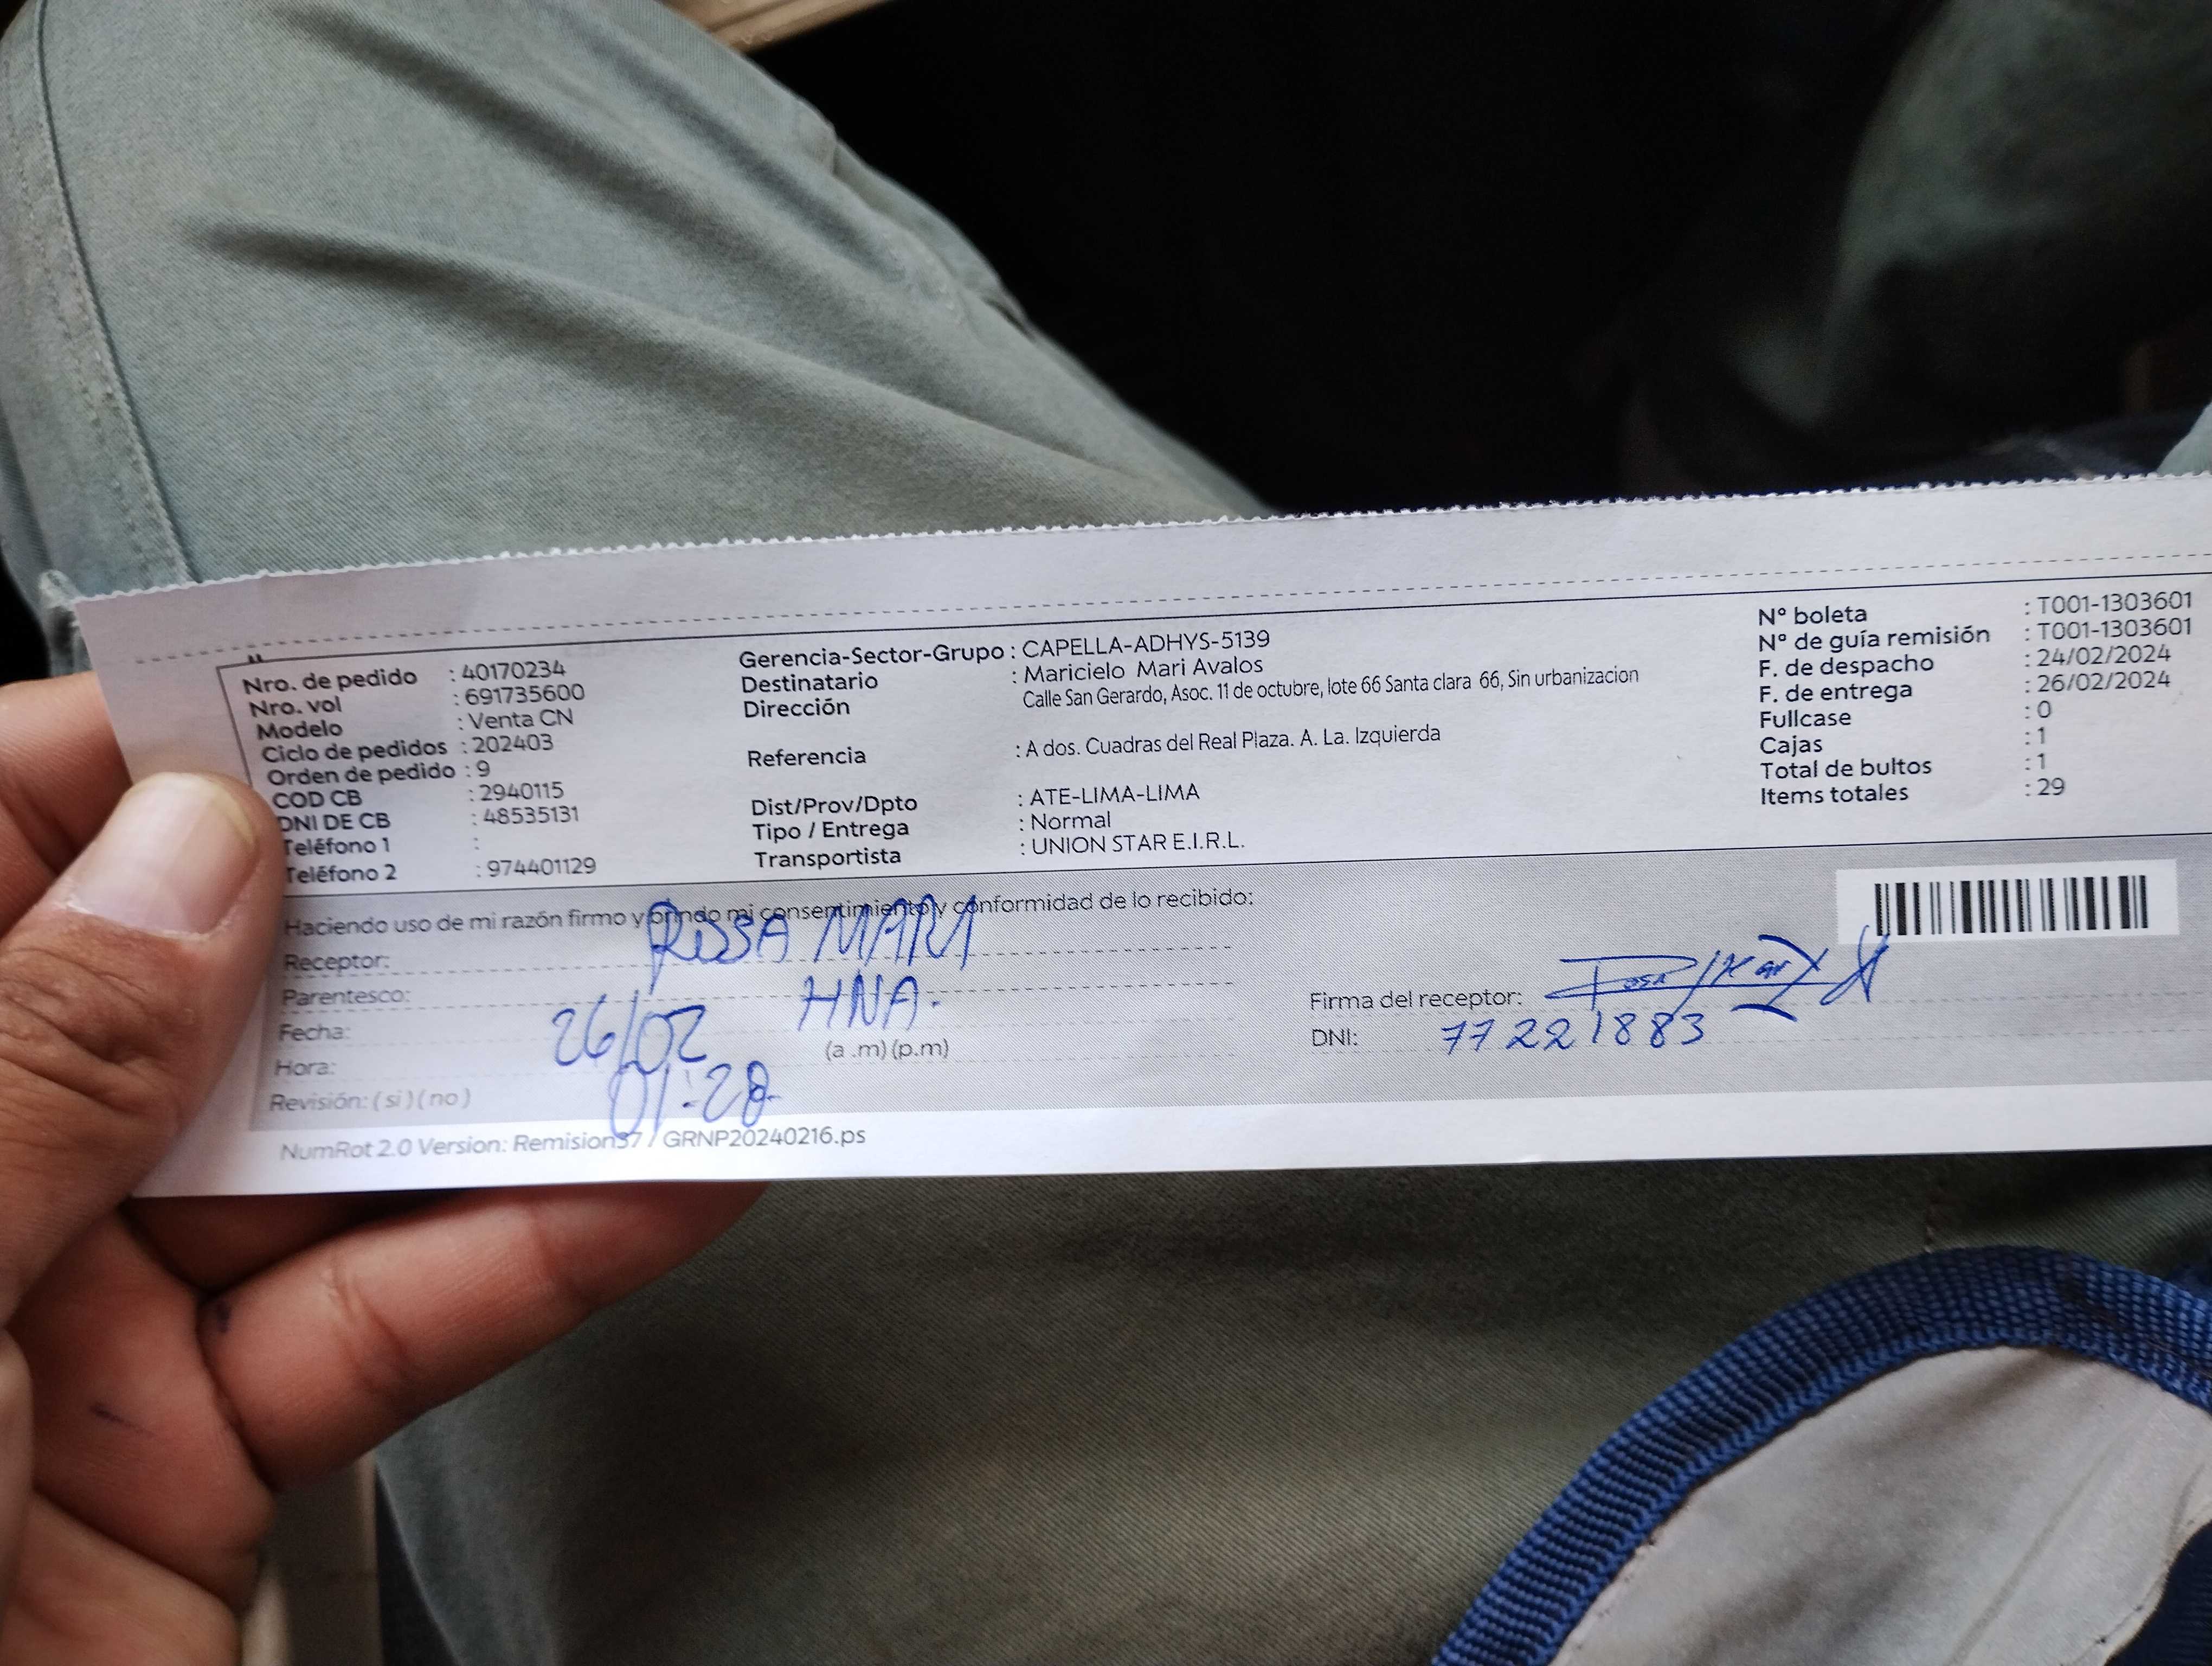 Nro. de pedido : 40170234
Nro. vol : 691735600
Modelo : Venta CN
Ciclo de pedidos : 202403
Orden de pedido : 9
COD CB : 2940115
DNI DE CB : 48535131
Teléfono 1 :
Teléfono 2 : 974401129
Gerencia-Sector-Grupo : CAPELLA-ADHYS-5139
Destinatario : Maricielo Mari Avalos
Dirección Calle San Gerardo, Asoc. 11 de octubre, lote 66 Santa clara 66, Sin urbanizacion
Referencia : A dos. Cuadras del Real Plaza. A. La. Izquierda
Dist/Prov/Dpto : ATE-LIMA-LIMA
Tipo / Entrega : Normal
Transportista : UNION STAR E.I.R.L.
N° boleta : T001-1303601
N° de guía remisión : T001-1303601
F. de despacho : 24/02/2024
F. de entrega : 26/02/2024
Fullcase : 0
Cajas : 1
Total de bultos : 1
Items totales : 29
Haciendo uso de mi razón firmo y brindo mi consentimiento y conformidad de lo recibido:
Receptor: ROSA MARI
Parentesco: HNA.
Fecha: 26/02
Hora: 01:20 (a .m) (p.m)
Revisión: ( si ) ( no )
Firma del receptor: Rosa Mari
DNI: 77221883
NumRot 2.0 Version: Remision37 / GRNP20240216.ps